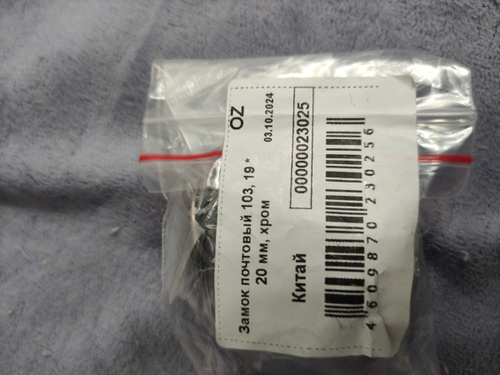 OZ
03.10.2024
00000023025
Замок почтовый 103, 19*
20 мм, хром
Китай
4 609870 230256